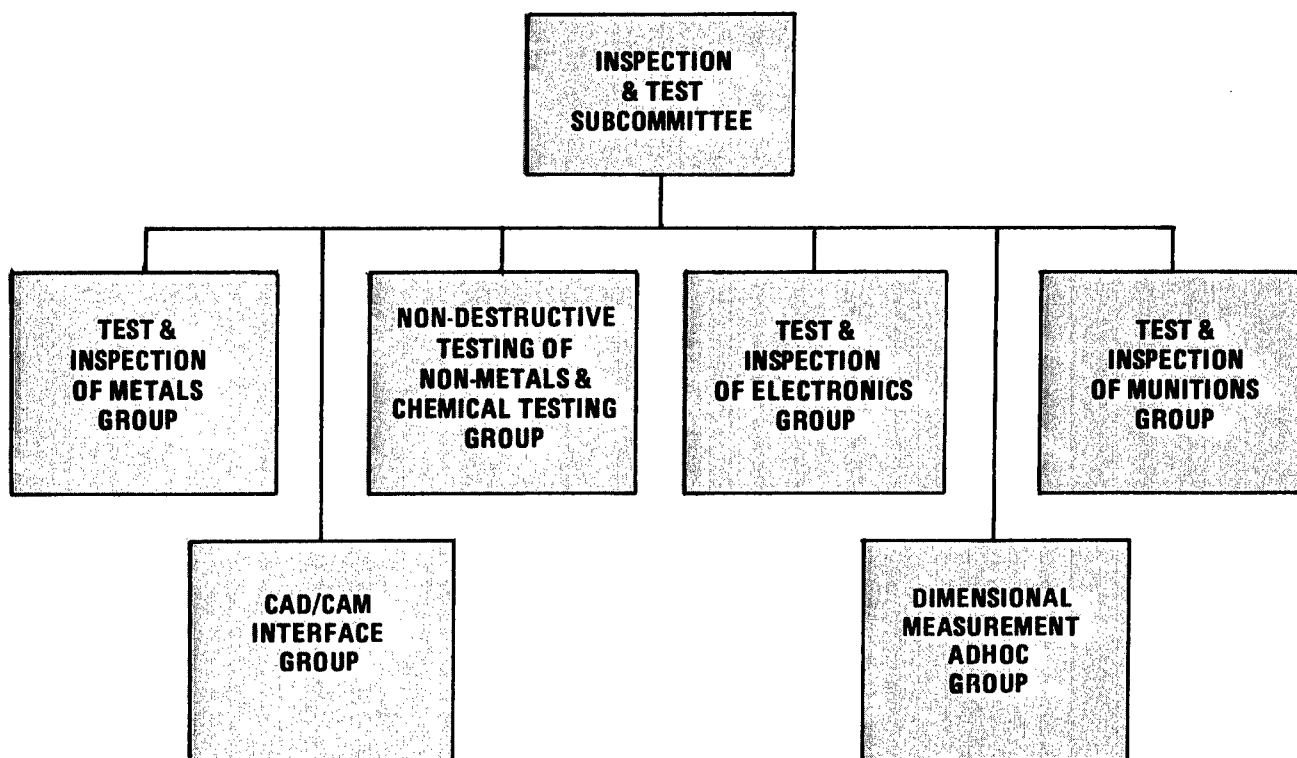 INSPECTION
& TEST
SUBCOMMITTEE
TEST &
INSPECTION
OF METALS
GROUP
NON-DESTRUCTIVE
TESTING OF
NON-METALS &
CHEMICAL TESTING
GROUP
TEST &
INSPECTION
OF ELECTRONICS
GROUP
TEST &
INSPECTION
OF MUNITIONS
GROUP
CAD/CAM
INTERFACE
GROUP
DIMENSIONAL
MEASUREMENT
ADHOC
GROUP